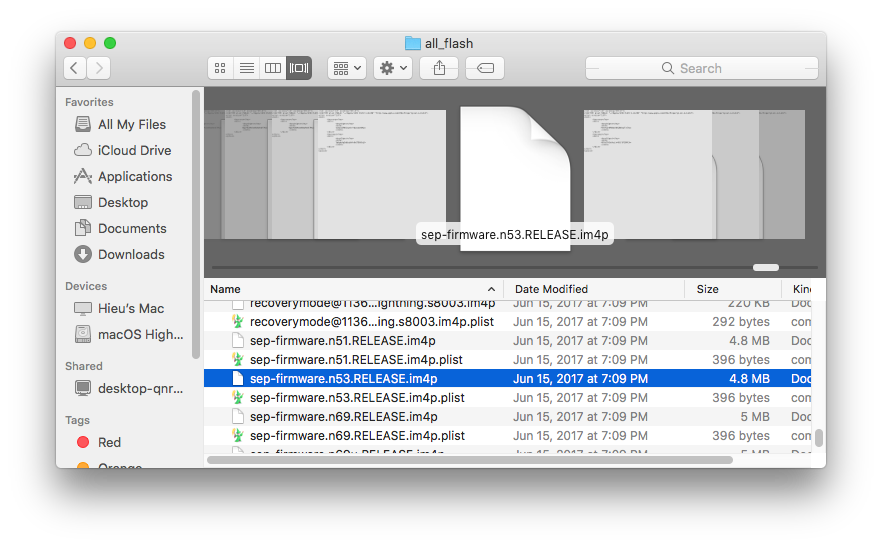 all_flash
Search
Favorites
All My Files
iCloud Drive
Applications
Desktop
Documents
Downloads
Devices
Hieu's Mac
macOS High...
Shared
desktop-qnr...
Tags
Red
Orange
sep-firmware.n53.RELEASE.im4p
Name Date Modified Size Kin
recoverymode@1136...ightning.s8003.im4p Jun 15, 2017 at 7:09 PM 220 KB Doc
recoverymode@1136...ing.s8003.im4p.plist Jun 15, 2017 at 7:09 PM 292 bytes com
sep-firmware.n51.RELEASE.im4p Jun 15, 2017 at 7:09 PM 4.8 MB Doc
sep-firmware.n51.RELEASE.im4p.plist Jun 15, 2017 at 7:09 PM 396 bytes com
sep-firmware.n53.RELEASE.im4p Jun 15, 2017 at 7:09 PM 4.8 MB Doc
sep-firmware.n53.RELEASE.im4p.plist Jun 15, 2017 at 7:09 PM 396 bytes com
sep-firmware.n69.RELEASE.im4p Jun 15, 2017 at 7:09 PM 5 MB Doc
sep-firmware.n69.RELEASE.im4p.plist Jun 15, 2017 at 7:09 PM 396 bytes com
sep-firmware.n69u.RELEASE.im4p Jun 15, 2017 at 7:09 PM 5 MB Doc